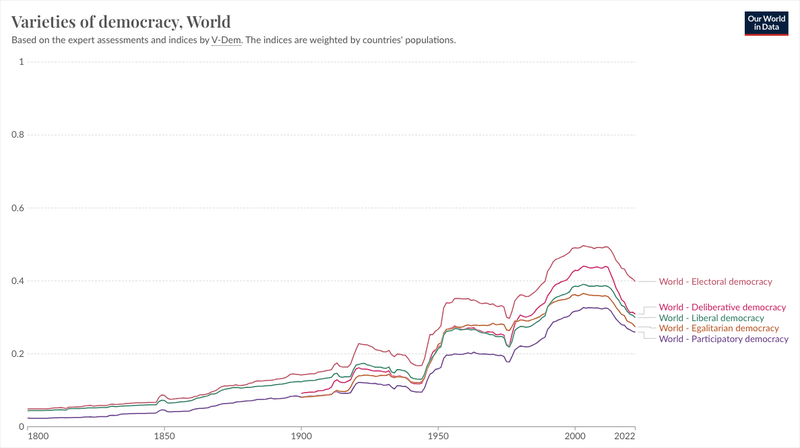 Varieties of democracy, World
Based on the expert assessments and indices by V-Dem. The indices are weighted by countries' populations.
Our World
in Data
1
0.8
0.6
0.4
0.2
0
World - Electoral democracy
World - Deliberative democracy
World - Liberal democracy
World - Egalitarian democracy
World - Participatory democracy
1800
1850
1900
1950
2000
2022